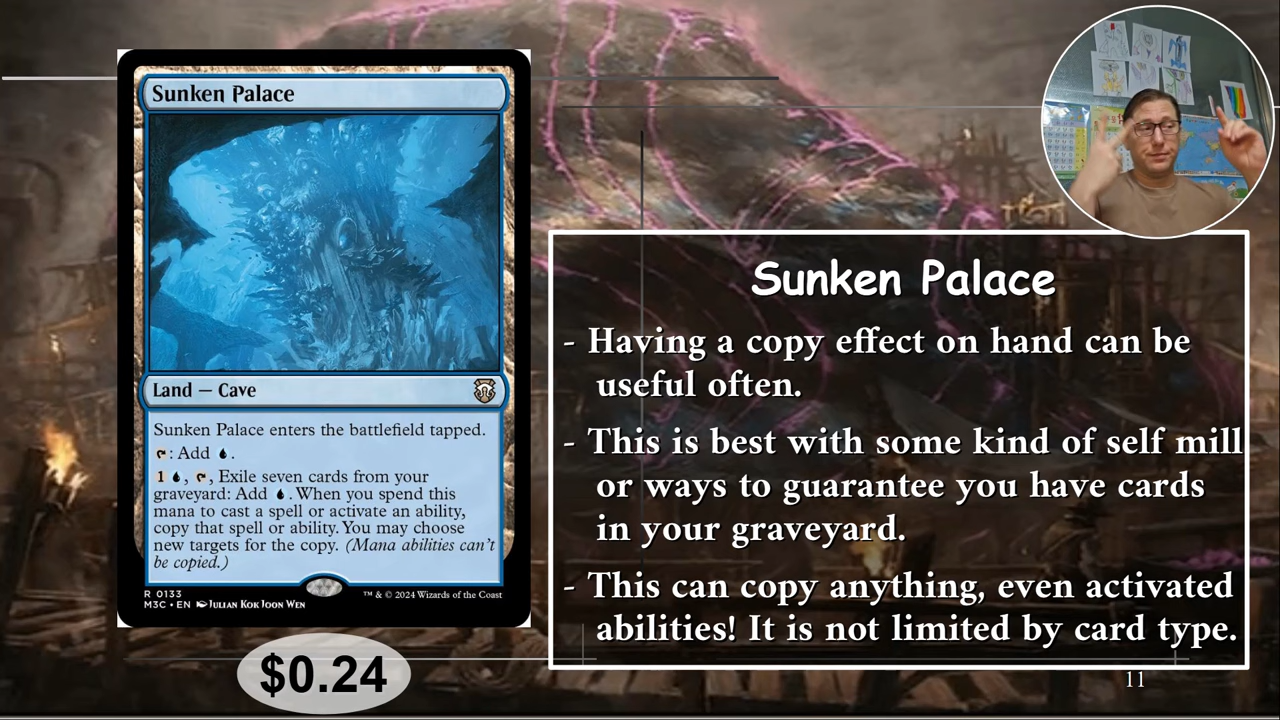 Sunken Palace
Land — Cave
Sunken Palace enters the battlefield tapped.
: Add .
1 , , Exile seven cards from your
graveyard: Add . When you spend this
mana to cast a spell or activate an ability,
copy that spell or ability. You may choose
new targets for the copy. (Mana abilities can't
be copied.)
R 0133
M3C • EN JULIAN KOK JOON WEN
™ & © 2024 Wizards of the Coast
$0.24
Sunken Palace
- Having a copy effect on hand can be
useful often.
- This is best with some kind of self mill
or ways to guarantee you have cards
in your graveyard.
- This can copy anything, even activated
abilities! It is not limited by card type.
11